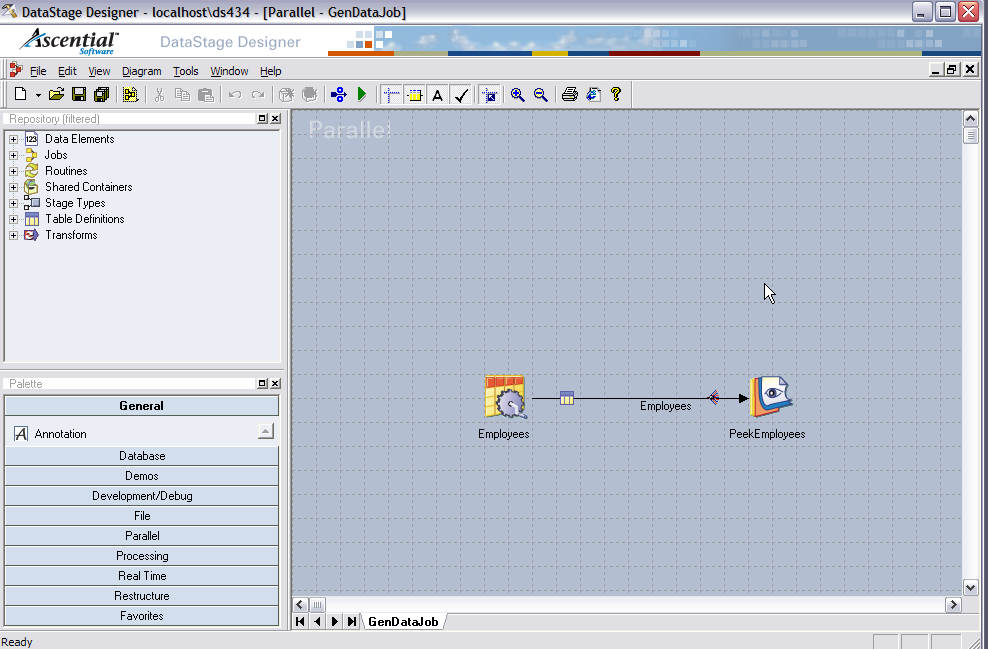 DataStage Designer - localhost\ds434 - [Parallel - GenDataJob]
Ascential
Software
DataStage Designer
File Edit View Diagram Tools Window Help
A
Repository (filtered)
123 Data Elements
Jobs
Routines
Shared Containers
Stage Types
Table Definitions
Transforms
Palette
General
A Annotation
Database
Demos
Development/Debug
File
Parallel
Processing
Real Time
Restructure
Favorites
Parallel
Employees
Employees
PeekEmployees
GenDataJob
Ready